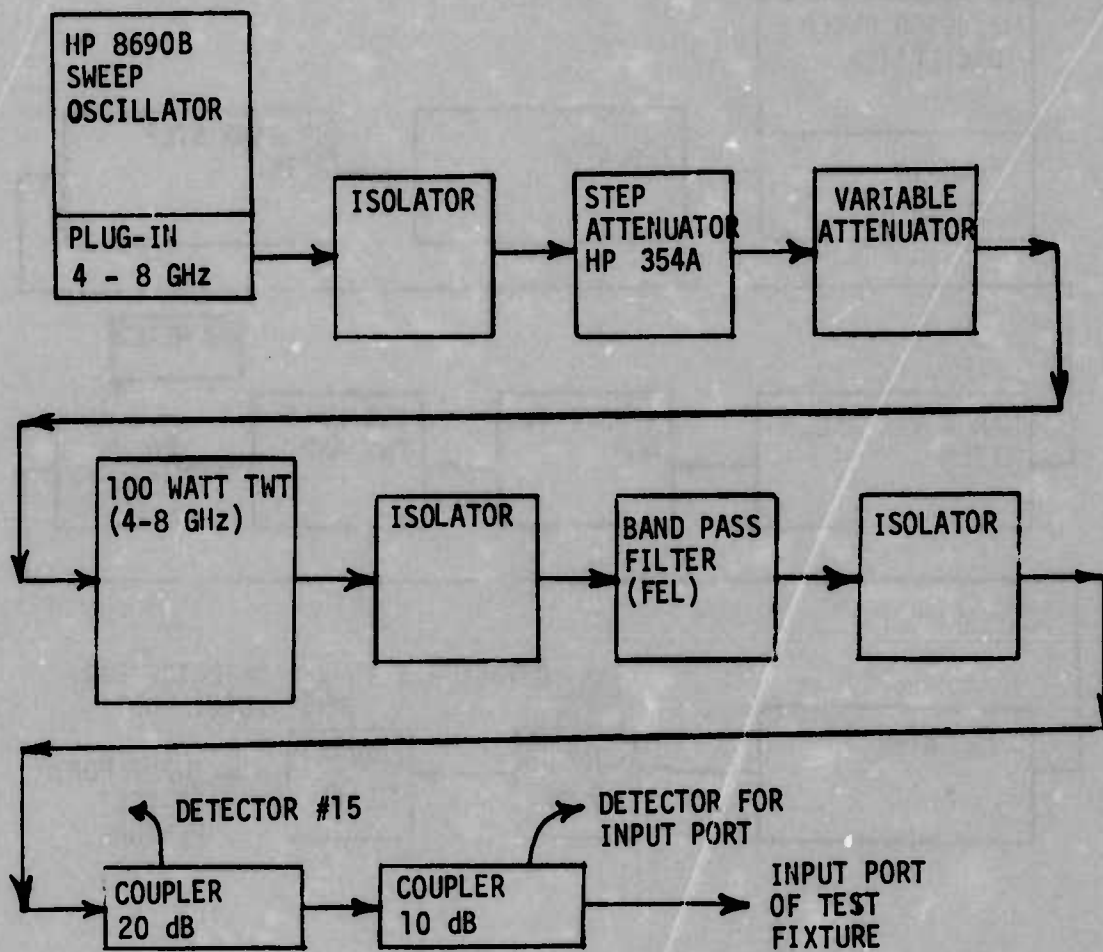 HP 8690B
SWEEP
OSCILLATOR
PLUG-IN
4 - 8 GHz
ISOLATOR
STEP
ATTENUATOR
HP 354A
VARIABLE
ATTENUATOR
100 WATT TWT
(4-8 GHz)
ISOLATOR
BAND PASS
FILTER
(FEL)
ISOLATOR
DETECTOR #15
DETECTOR FOR
INPUT PORT
COUPLER
20 dB
COUPLER
10 dB
INPUT PORT
OF TEST
FIXTURE